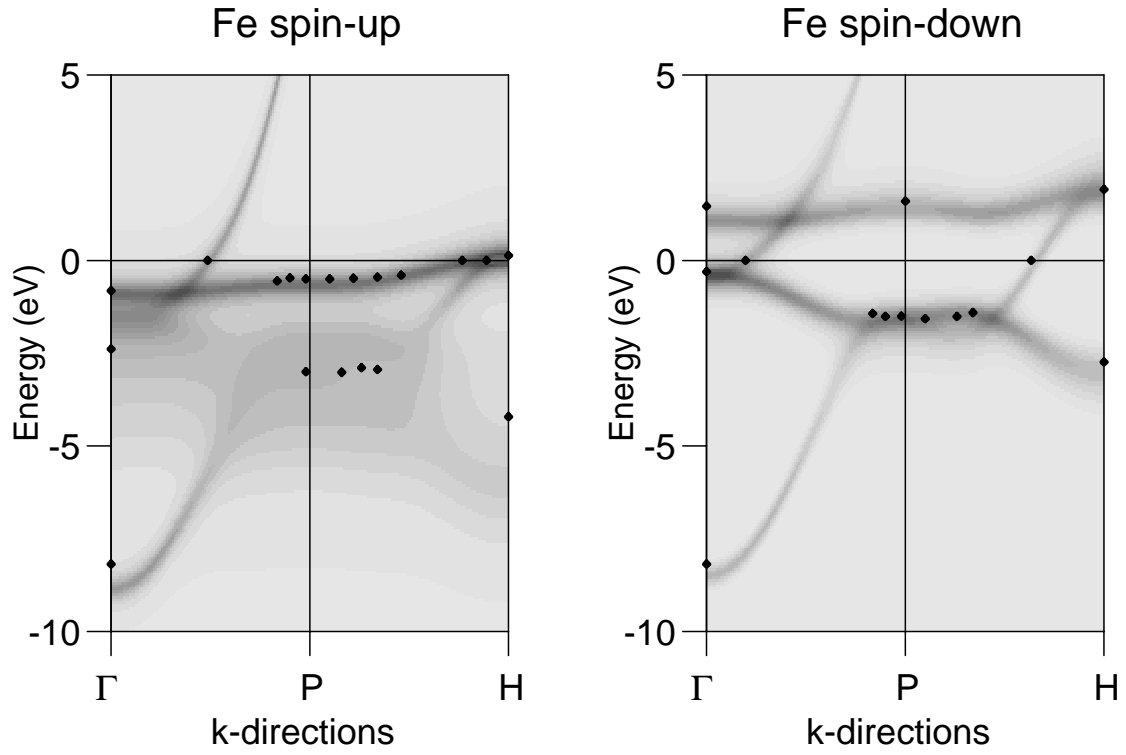 Fe spin-up
5
0
-5
-10
Energy (eV)
Γ P H
k-directions
Fe spin-down
5
0
-5
-10
Energy (eV)
Γ P H
k-directions